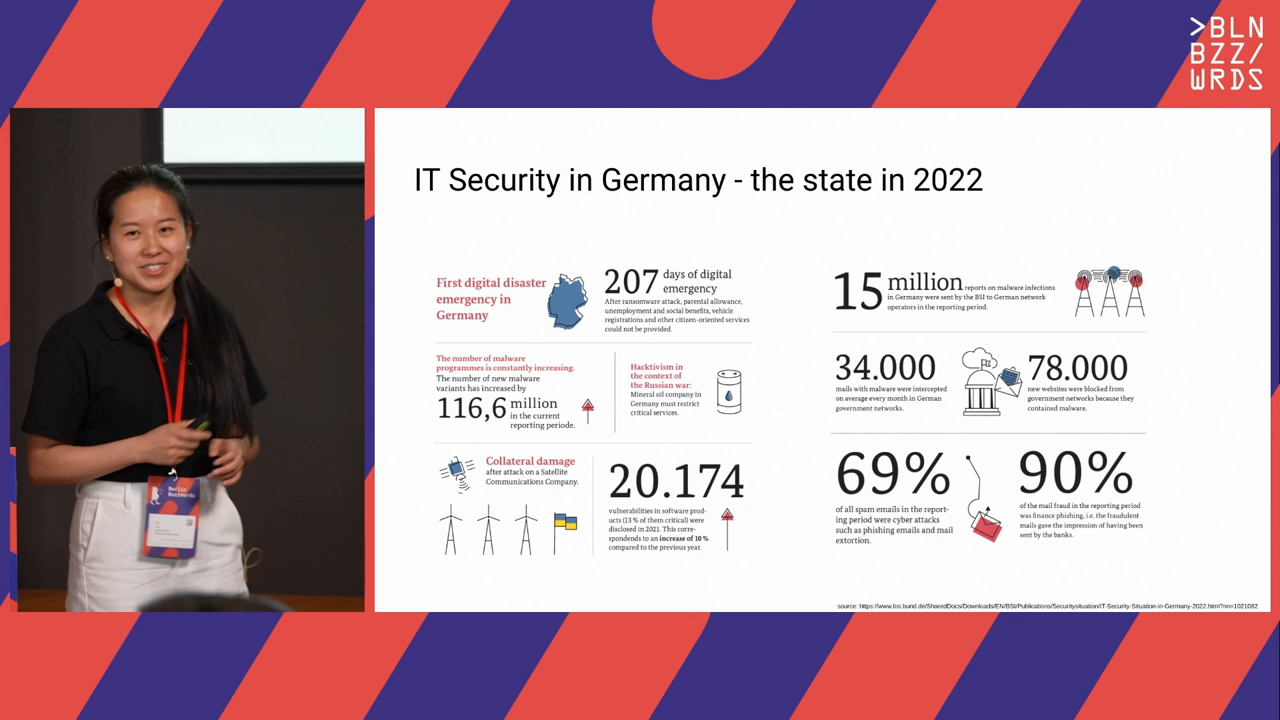 >BLN
BZZ/
WRDS
IT Security in Germany - the state in 2022
First digital disaster
emergency in
Germany
207 days of digital
emergency
After ransomware attack, parental allowance,
unemployment and social benefits, vehicle
registrations and other citizen-oriented services
could not be provided.
The number of malware
programmes is constantly increasing.
The number of new malware
variants has increased by
116,6 million
in the current
reporting periode.
Hacktivism in
the context of
the Russian war:
Mineral oil company in
Germany must restrict
critical services.
Collateral damage
after attack on a Satellite
Communications Company.
20.174
vulnerabilities in software prod-
ucts (13 % of them critical) were
disclosed in 2021. This corre-
spondends to an increase of 10 %
compared to the previous year.
15 million reports on malware infections
in Germany were sent by the BSI to German network
operators in the reporting period.
34.000
mails with malware were intercepted
on average every month in German
government networks.
78.000
new websites were blocked from
government networks because they
contained malware.
69%
of all spam emails in the report-
ing period were cyber attacks
such as phishing emails and mail
extortion.
90%
of the mail fraud in the reporting period
was finance phishing, i.e. the fraudulent
mails gave the impression of having been
sent by the banks.
source: https://www.bsi.bund.de/SharedDocs/Downloads/EN/BSI/Publications/Securitysituation/IT-Security-Situation-in-Germany-2022.html?nn=1021082
Berlin
Buzzwords